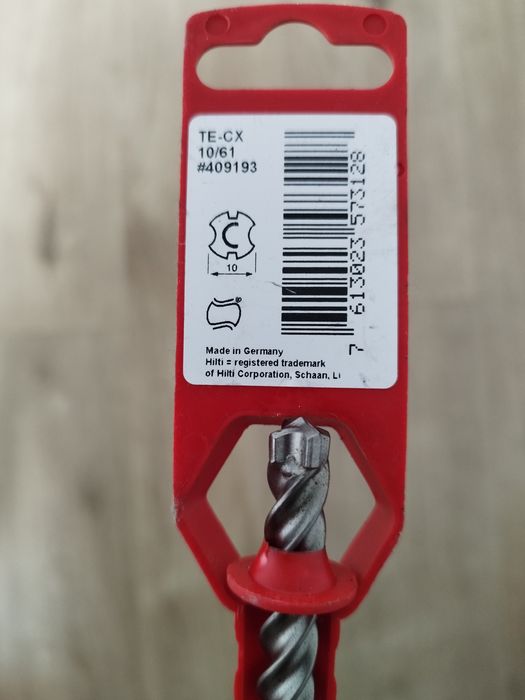 TE-CX
10/61
#409193
7 613023 573128
C
10
®
Made in Germany
Hilti = registered trademark
of Hilti Corporation, Schaan,